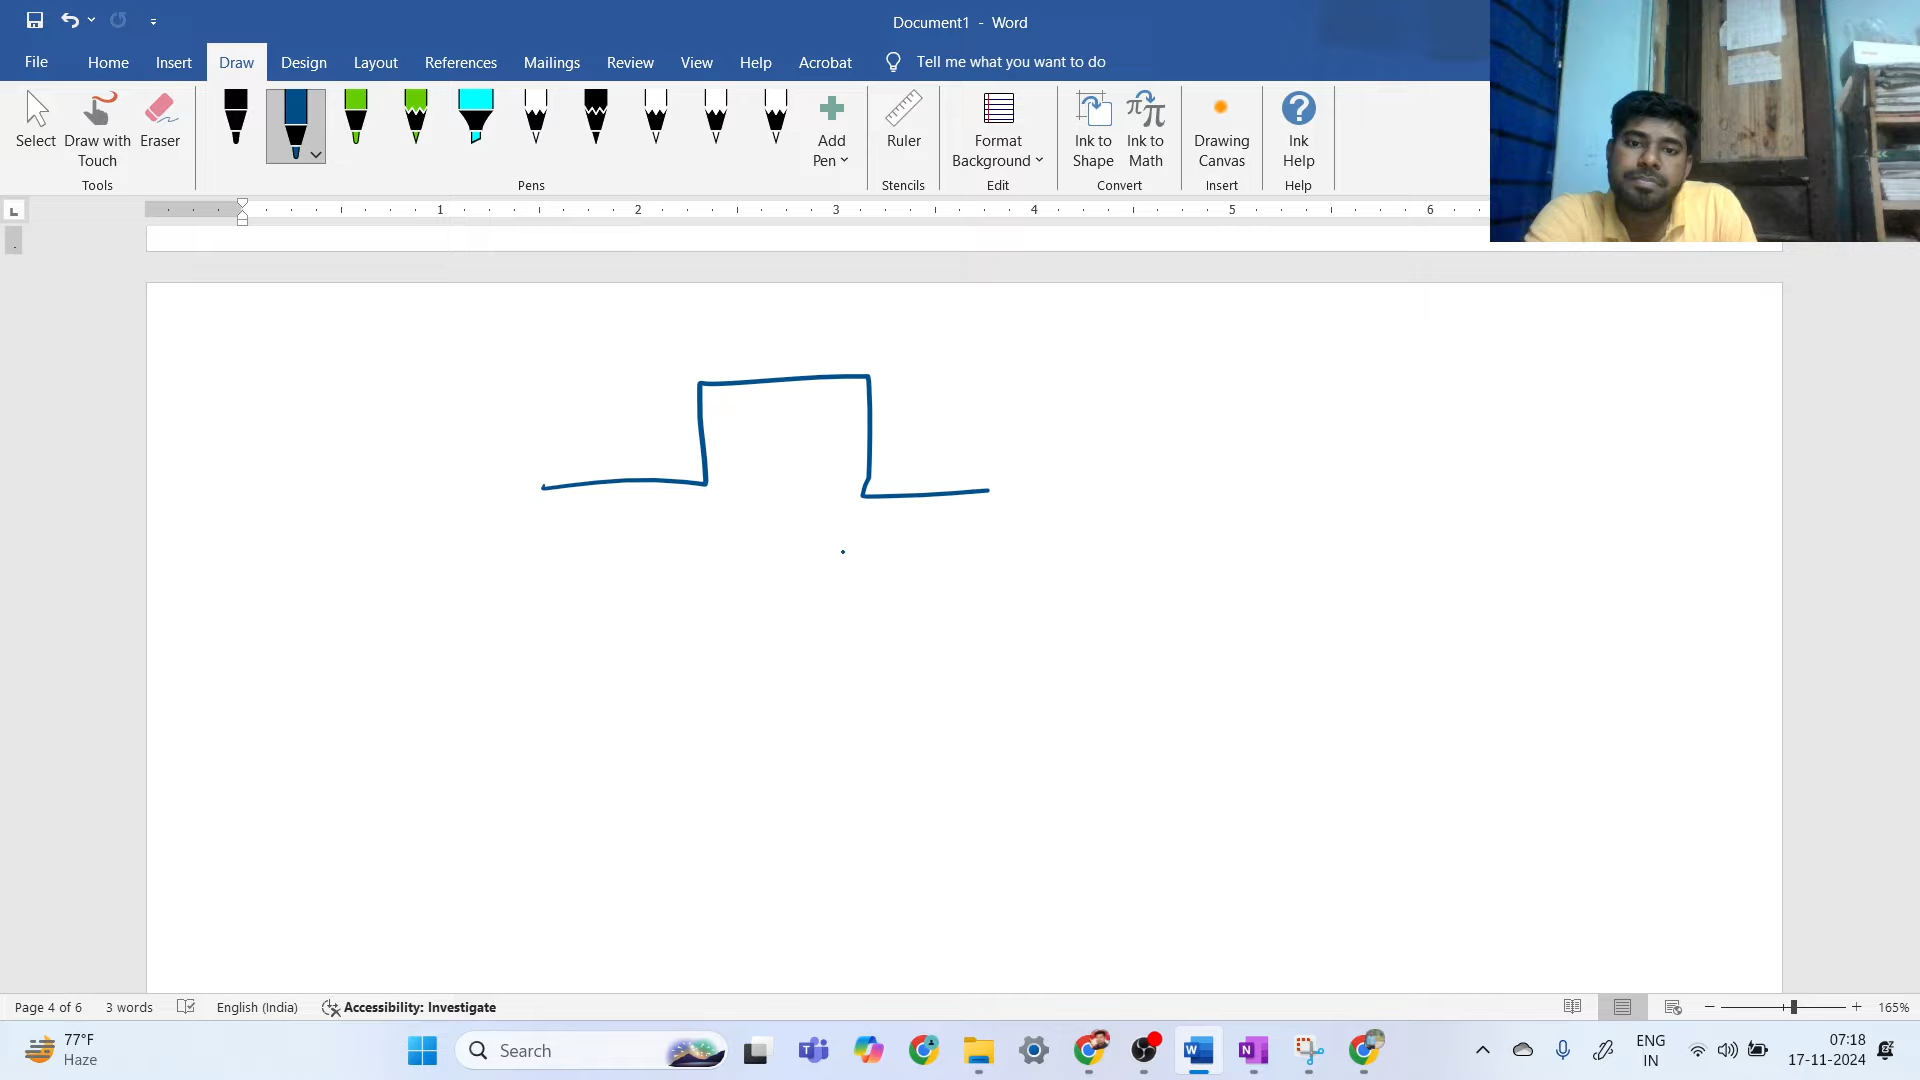 Document1 - Word
File Home Insert Draw Design Layout References Mailings Review View Help Acrobat Tell me what you want to do
Select Draw with Touch Eraser Add Pen Ruler Format Background Ink to Shape Ink to Math Drawing Canvas Ink Help
Tools Pens Stencils Edit Convert Insert Help
L 1 2 3 4 5 6
Page 4 of 6 3 words English (India) Accessibility: Investigate 165%
77°F
Haze
Search
ENG
IN
07:18
17-11-2024